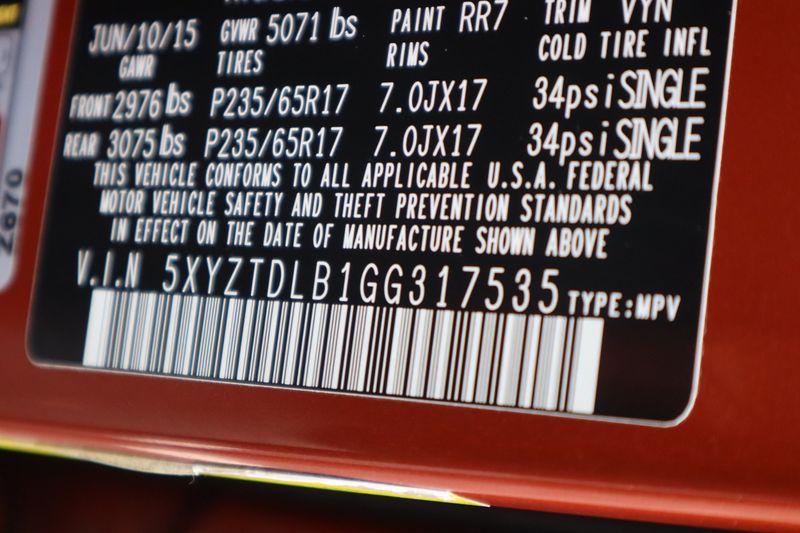 JUN/10/15 GVWR 5071 lbs PAINT RR7 TRIM VYN
GAWR TIRES RIMS COLD TIRE INFL
FRONT 2976 lbs P235/65R17 7.0JX17 34psi SINGLE
REAR 3075 lbs P235/65R17 7.0JX17 34psi SINGLE
THIS VEHICLE CONFORMS TO ALL APPLICABLE U.S.A. FEDERAL
MOTOR VEHICLE SAFETY AND THEFT PREVENTION STANDARDS
IN EFFECT ON THE DATE OF MANUFACTURE SHOWN ABOVE
V.I.N 5XYZTDLB1GG317535 TYPE:MPV
2670